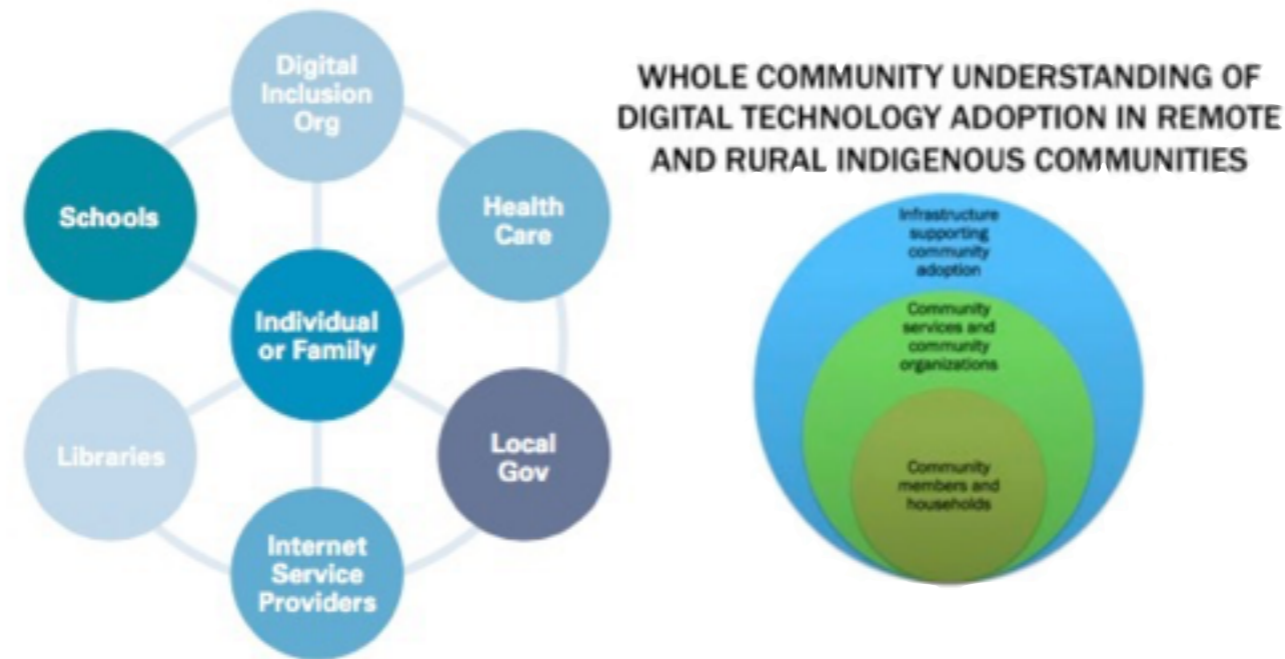 Digital
Inclusion
Org
Schools
Health
Care
Individual
or Family
Libraries
Local
Gov
Internet
Service
Providers
WHOLE COMMUNITY UNDERSTANDING OF
DIGITAL TECHNOLOGY ADOPTION IN REMOTE
AND RURAL INDIGENOUS COMMUNITIES
Infrastructure
supporting
community
adoption
Community
services and
community
organizations
Community
members and
households